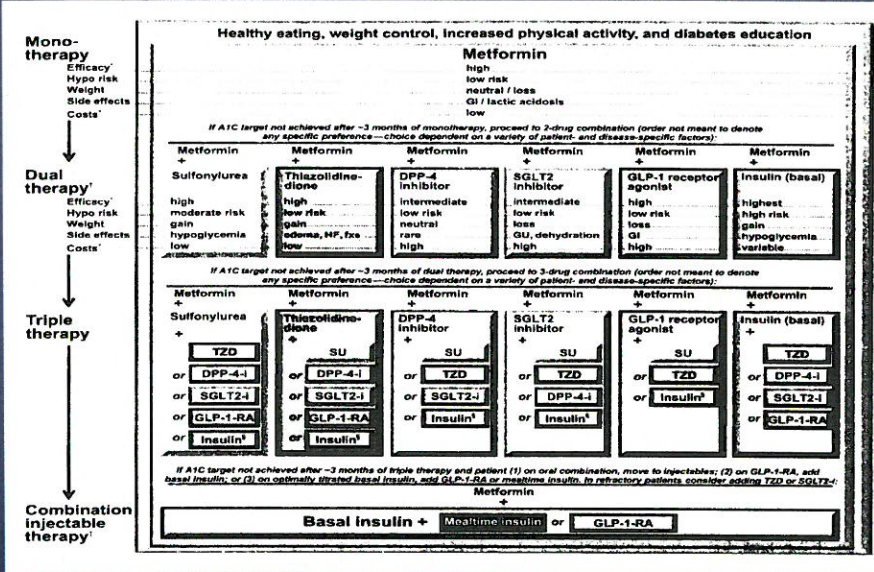 Healthy eating, weight control, increased physical activity, and diabetes education
Mono-
therapy
Metformin
Efficacy* high
Hypo risk low risk
Weight neutral / loss
Side effects GI / lactic acidosis
Costs* low
If A1C target not achieved after ~3 months of monotherapy, proceed to 2-drug combination (order not meant to denote
any specific preference—choice dependent on a variety of patient- and disease-specific factors):
Metformin Metformin Metformin Metformin Metformin Metformin
+ + + + + +
Dual
therapy†
Sulfonylurea Thiazolidine-dione DPP-4 inhibitor SGLT2 inhibitor GLP-1 receptor agonist Insulin (basal)
Efficacy* high high intermediate intermediate high highest
Hypo risk moderate risk low risk low risk low risk low risk high risk
Weight gain gain neutral loss loss gain
Side effects hypoglycemia edema, HF, fxs rare GU, dehydration GI hypoglycemia
Costs* low low high high high variable
If A1C target not achieved after ~3 months of dual therapy, proceed to 3-drug combination (order not meant to denote
any specific preference—choice dependent on a variety of patient- and disease-specific factors):
Metformin Metformin Metformin Metformin Metformin Metformin
+ + + + + +
Triple
therapy
Sulfonylurea Thiazolidine-dione DPP-4 inhibitor SGLT2 inhibitor GLP-1 receptor agonist Insulin (basal)
+ + + + + +
TZD SU SU SU SU TZD
or DPP-4-i or DPP-4-i or TZD or TZD or TZD or DPP-4-i
or SGLT2-i or SGLT2-i or SGLT2-i or DPP-4-i or Insulin§ or SGLT2-i
or GLP-1-RA or GLP-1-RA or Insulin§ or Insulin§ or GLP-1-RA
or Insulin§ or Insulin§
If A1C target not achieved after ~3 months of triple therapy and patient (1) on oral combination, move to injectables; (2) on GLP-1-RA, add
basal insulin; or (3) on optimally titrated basal insulin, add GLP-1-RA or mealtime insulin. In refractory patients consider adding TZD or SGLT2-i:
Metformin
+
Combination
injectable
therapy†
Basal insulin + Mealtime insulin or GLP-1-RA